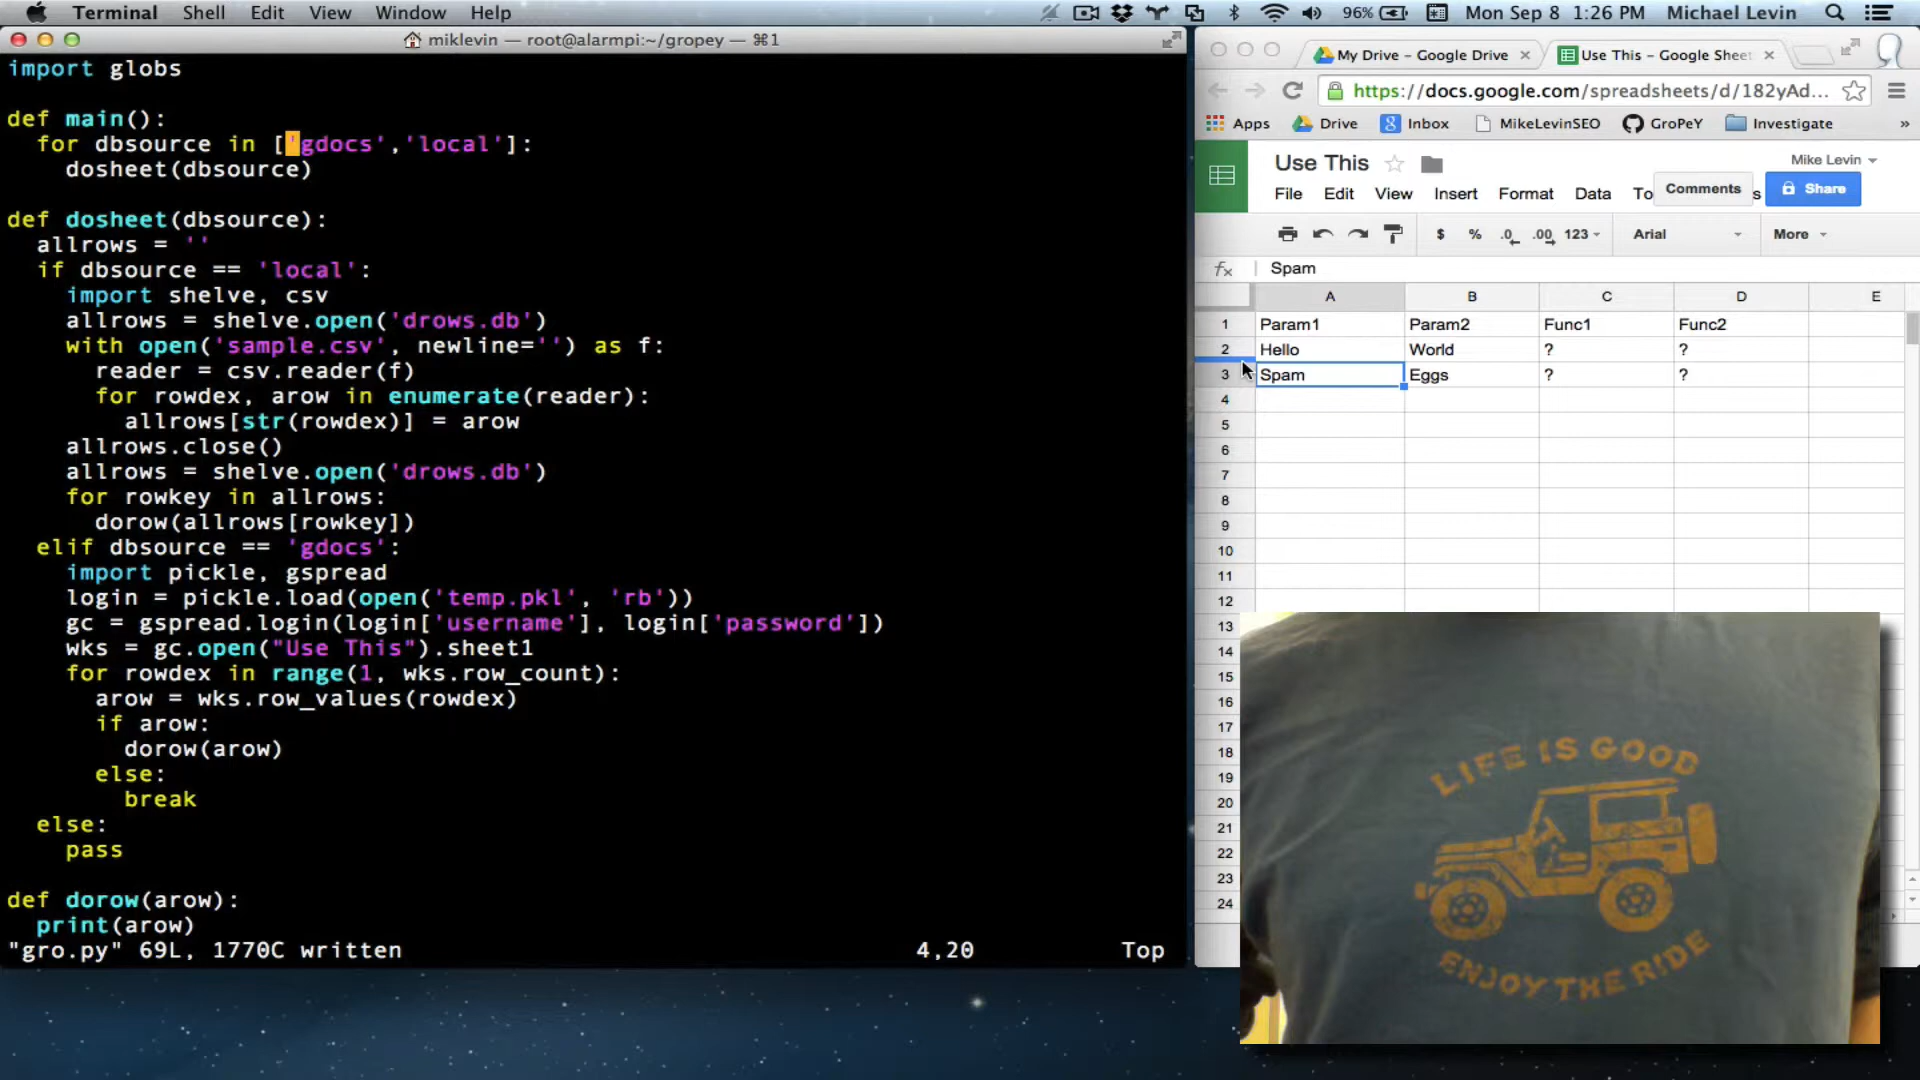 Terminal Shell Edit View Window Help
96% Mon Sep 8 1:26 PM Michael Levin
miklevin — root@alarmpi:~/gropey — ⌘1
import globs
def main():
  for dbsource in ['gdocs','local']:
    dosheet(dbsource)
def dosheet(dbsource):
  allrows = ''
  if dbsource == 'local':
    import shelve, csv
    allrows = shelve.open('drows.db')
    with open('sample.csv', newline='') as f:
      reader = csv.reader(f)
      for rowdex, arow in enumerate(reader):
        allrows[str(rowdex)] = arow
    allrows.close()
    allrows = shelve.open('drows.db')
    for rowkey in allrows:
      dorow(allrows[rowkey])
  elif dbsource == 'gdocs':
    import pickle, gspread
    login = pickle.load(open('temp.pkl', 'rb'))
    gc = gspread.login(login['username'], login['password'])
    wks = gc.open("Use This").sheet1
    for rowdex in range(1, wks.row_count):
      arow = wks.row_values(rowdex)
      if arow:
        dorow(arow)
      else:
        break
  else:
    pass
def dorow(arow):
  print(arow)
"gro.py" 69L, 1770C written 4,20 Top
My Drive - Google Drive × Use This - Google Sheet ×
https://docs.google.com/spreadsheets/d/182yAd...
Apps Drive Inbox MikeLevinSEO GroPeY Investigate »
Use This
Mike Levin
File Edit View Insert Format Data To Comments s Share
$ % .0 .00 123 Arial More
fx Spam
A B C D E
1 Param1 Param2 Func1 Func2
2 Hello World ? ?
3 Spam Eggs ? ?
4
5
6
7
8
9
10
11
12
13
14
15
16
17
18
19
20
21
22
23
24
LIFE IS GOOD
ENJOY THE RIDE